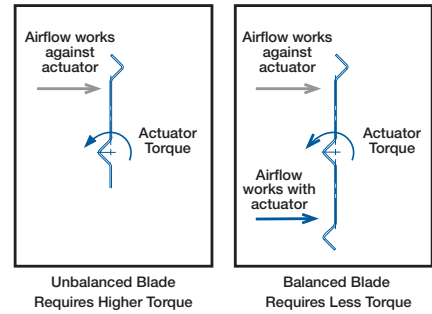 Airflow works
against
actuator
Actuator
Torque
Unbalanced Blade
Requires Higher Torque
Airflow works
against
actuator
Actuator
Torque
Airflow
works with
actuator
Balanced Blade
Requires Less Torque